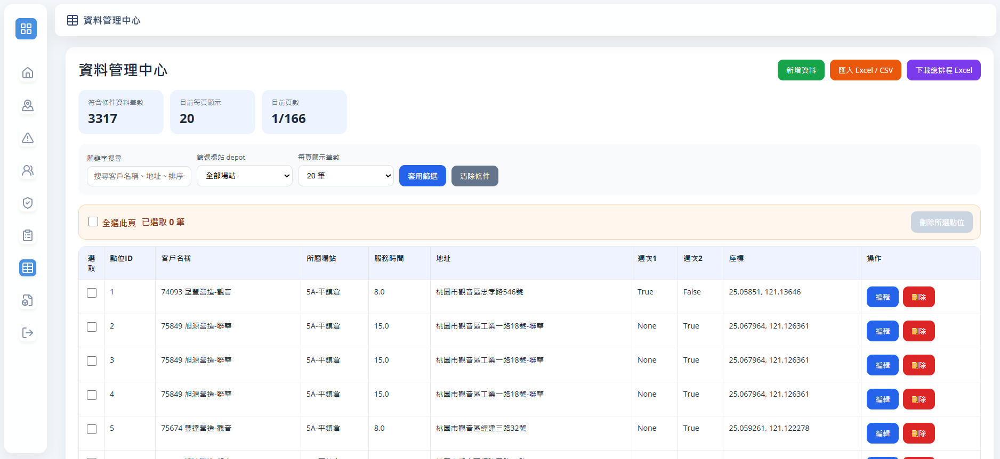 資料管理中心
資料管理中心
新增資料
匯入 Excel / CSV
下載總排程 Excel
符合條件資料筆數
3317
目前每頁顯示
20
目前頁數
1/166
關鍵字搜尋
搜尋客戶名稱、地址、排序
篩選場站 depot
全部場站
每頁顯示筆數
20 筆
套用篩選
清除條件
全選此頁 已選取 0 筆
刪除所選點位
選取 點位ID 客戶名稱 所屬場站 服務時間 地址 週次1 週次2 座標 操作
1 74093 呈豐營造-觀音 5A-平鎮倉 8.0 桃園市觀音區忠孝路546號 True False 25.05851, 121.13646 編輯 刪除
2 75849 旭源營造-聯華 5A-平鎮倉 15.0 桃園市觀音區工業一路18號-聯華 None True 25.067964, 121.126361 編輯 刪除
3 75849 旭源營造-聯華 5A-平鎮倉 15.0 桃園市觀音區工業一路18號-聯華 None True 25.067964, 121.126361 編輯 刪除
4 75849 旭源營造-聯華 5A-平鎮倉 15.0 桃園市觀音區工業一路18號-聯華 None True 25.067964, 121.126361 編輯 刪除
5 75674 豐達營造-觀音 5A-平鎮倉 8.0 桃園市觀音區經建三路32號 None True 25.059261, 121.122278 編輯 刪除